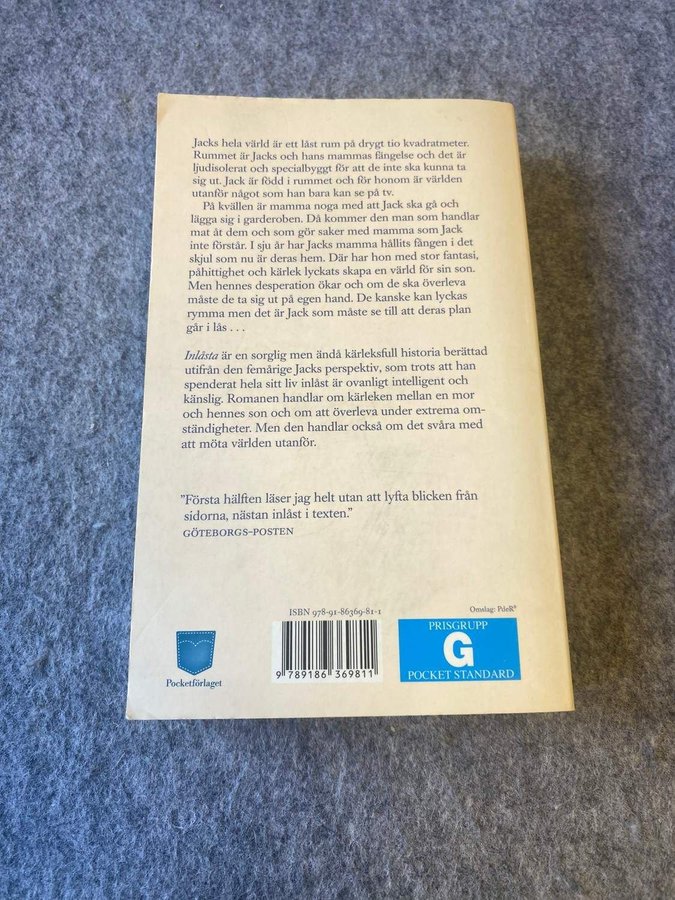 Jacks hela värld är ett låst rum på drygt tio kvadratmeter.
Rummet är Jacks och hans mammas fängelse och det är
ljudisolerat och specialbyggt för att de inte ska kunna ta
sig ut. Jack är född i rummet och för honom är världen
utanför något som han bara kan se på tv.
På kvällen är mamma noga med att Jack ska gå och
lägga sig i garderoben. Då kommer den man som handlar
mat åt dem och som gör saker med mamma som Jack
inte förstår. I sju år har Jacks mamma hållits fången i det
skjul som nu är deras hem. Där har hon med stor fantasi,
påhittighet och kärlek lyckats skapa en värld för sin son.
Men hennes desperation ökar och om de ska överleva
måste de ta sig ut på egen hand. De kanske kan lyckas
rymma men det är Jack som måste se till att deras plan
går i lås . . .
Inlåsta är en sorglig men ändå kärleksfull historia berättad
utifrån den femårige Jacks perspektiv, som trots att han
spenderat hela sitt liv inlåst är ovanligt intelligent och
känslig. Romanen handlar om kärleken mellan en mor
och hennes son och om att överleva under extrema om-
ständigheter. Men den handlar också om det svåra med
att möta världen utanför.
”Första hälften läser jag helt utan att lyfta blicken från
sidorna, nästan inlåst i texten.”
GÖTEBORGS-POSTEN
ISBN 978-91-86369-81-1
Omslag: PdeR®
9 789186 369811
PRISGRUPP
G
POCKET STANDARD
Pocketförlaget